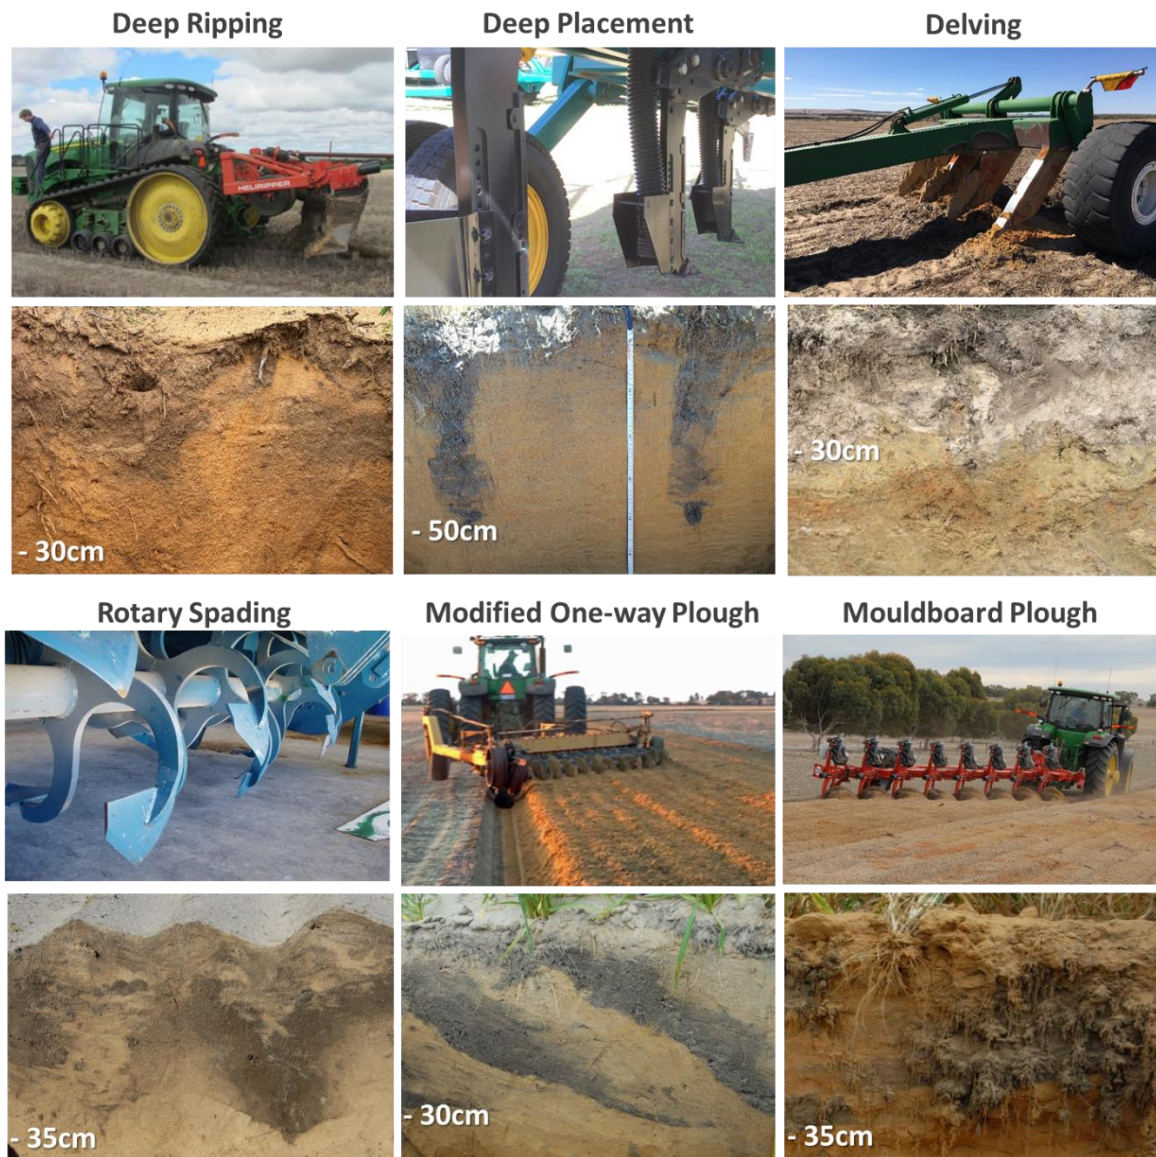 Deep Ripping
Deep Placement
Delving
HELIRIPPER
- 30cm
- 50cm
- 30cm
Rotary Spading
Modified One-way Plough
Mouldboard Plough
- 35cm
- 30cm
- 35cm